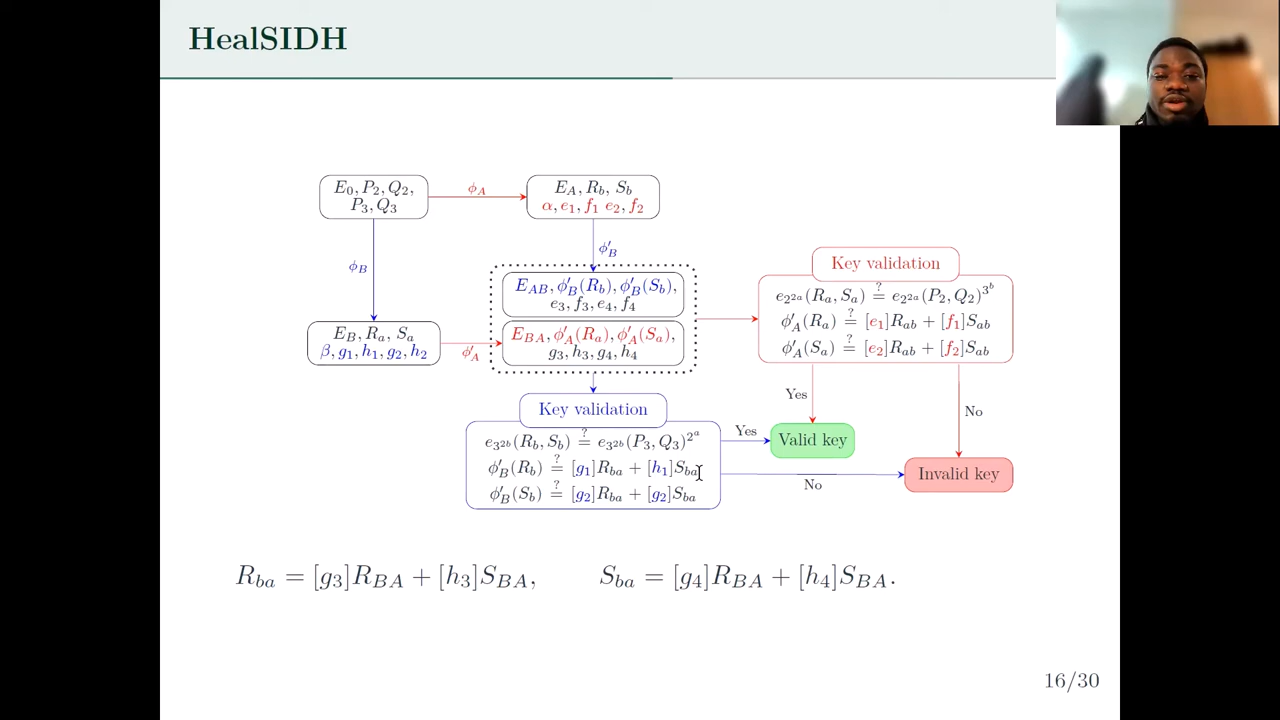 HealSIDH
E₀, P₂, Q₂,
P₃, Q₃
ϕ_A
E_A, R_b, S_b
α, e₁, f₁ e₂, f₂
ϕ_B
ϕ′_B
E_AB, ϕ′_B(R_b), ϕ′_B(S_b),
e₃, f₃, e₄, f₄
E_B, R_a, S_a
β, g₁, h₁, g₂, h₂
ϕ′_A
E_BA, ϕ′_A(R_a), ϕ′_A(S_a),
g₃, h₃, g₄, h₄
Key validation
e_{2^{2a}}(R_a, S_a) ≟ e_{2^{2a}}(P₂, Q₂)^{3^b}
ϕ′_A(R_a) ≟ [e₁]R_ab + [f₁]S_ab
ϕ′_A(S_a) ≟ [e₂]R_ab + [f₂]S_ab
Yes
No
Key validation
e_{3^{2b}}(R_b, S_b) ≟ e_{3^{2b}}(P₃, Q₃)^{2^a}
ϕ′_B(R_b) ≟ [g₁]R_ba + [h₁]S_ba
ϕ′_B(S_b) ≟ [g₂]R_ba + [g₂]S_ba
Yes
Valid key
No
Invalid key
R_ba = [g₃]R_BA + [h₃]S_BA, S_ba = [g₄]R_BA + [h₄]S_BA.
16/30